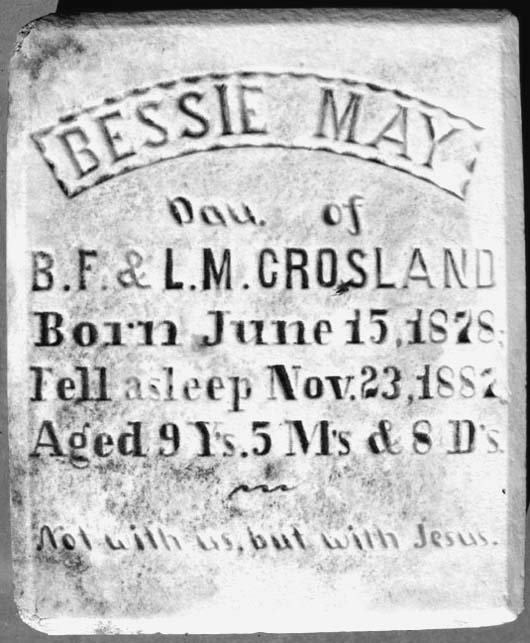 BESSIE MAY
Dau. of
B.F. & L.M. CROSLAND
Born June 15, 1878,
Fell asleep Nov. 23, 1887.
Aged 9 Ys. 5 M's & 8 D's.
Not with us, but with Jesus.